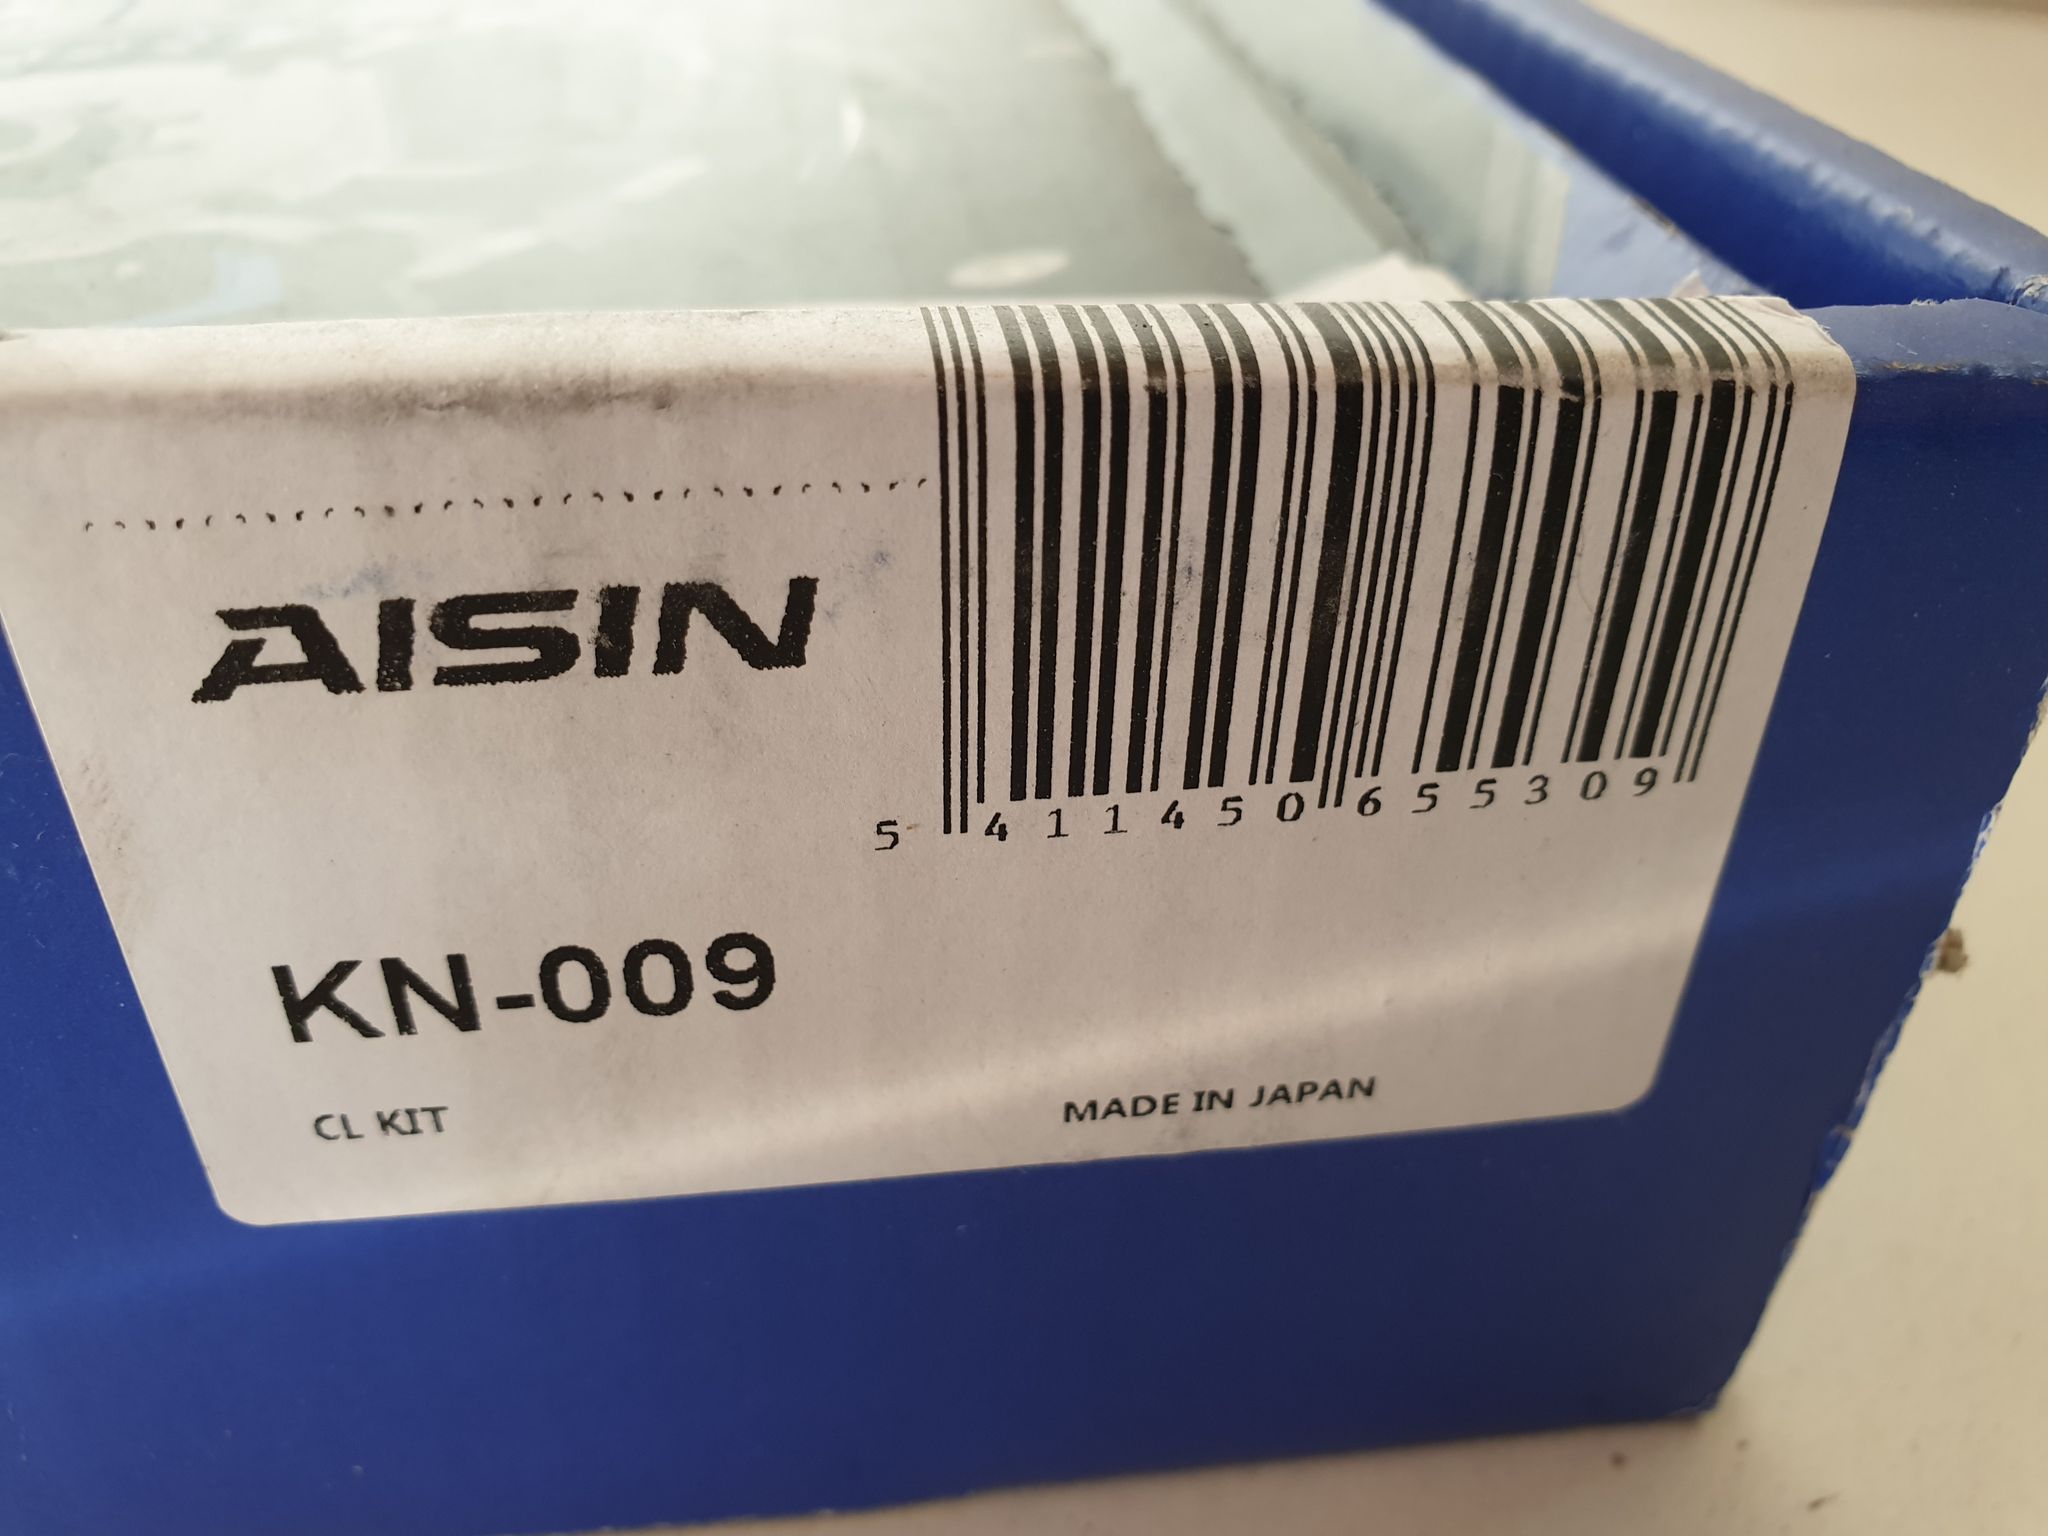 AISIN
5 411450 655309
KN-009
CL KIT
MADE IN JAPAN